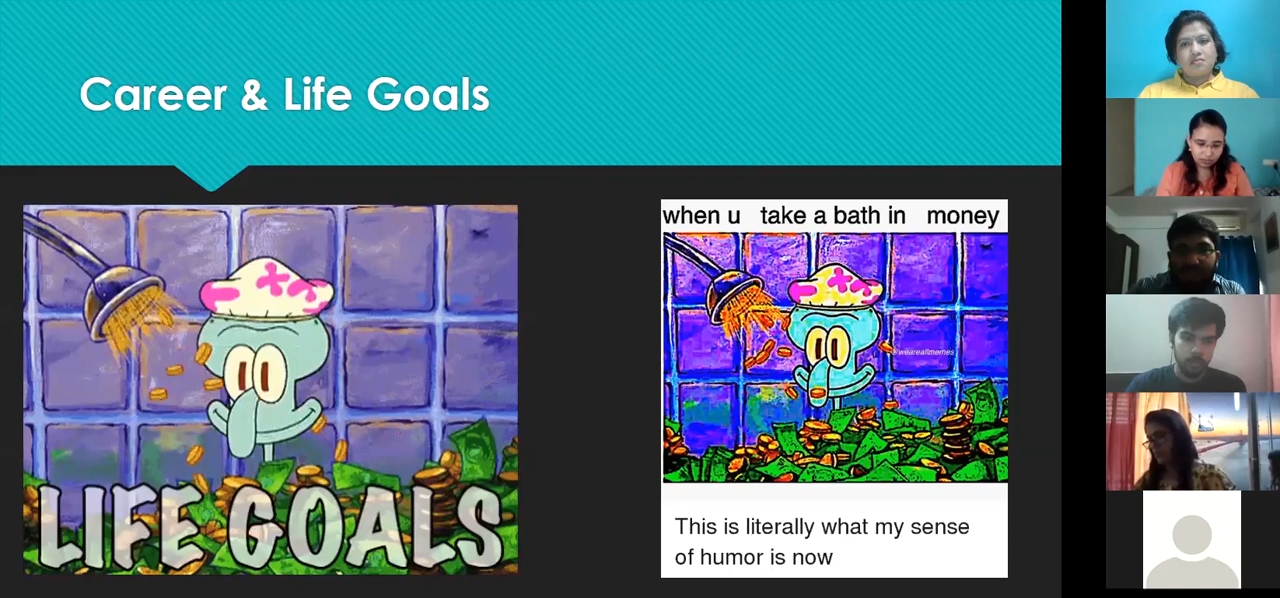 Career & Life Goals
LIFE GOALS
when u take a bath in money
@weareallmemes
This is literally what my sense
of humor is now